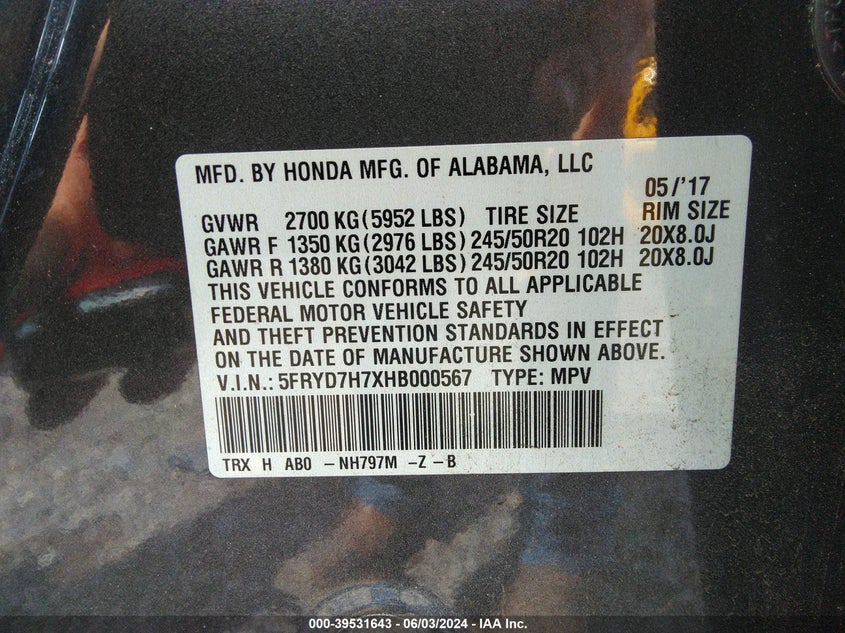 MFD. BY HONDA MFG. OF ALABAMA, LLC
05/'17
GVWR 2700 KG(5952 LBS) TIRE SIZE RIM SIZE
GAWR F 1350 KG(2976 LBS) 245/50R20 102H 20X8.0J
GAWR R 1380 KG(3042 LBS) 245/50R20 102H 20X8.0J
THIS VEHICLE CONFORMS TO ALL APPLICABLE
FEDERAL MOTOR VEHICLE SAFETY
AND THEFT PREVENTION STANDARDS IN EFFECT
ON THE DATE OF MANUFACTURE SHOWN ABOVE.
V.I.N.: 5FRYD7H7XHB000567 TYPE: MPV
TRX H AB0 -NH797M -Z -B
000-39531643 - 06/03/2024 - IAA Inc.